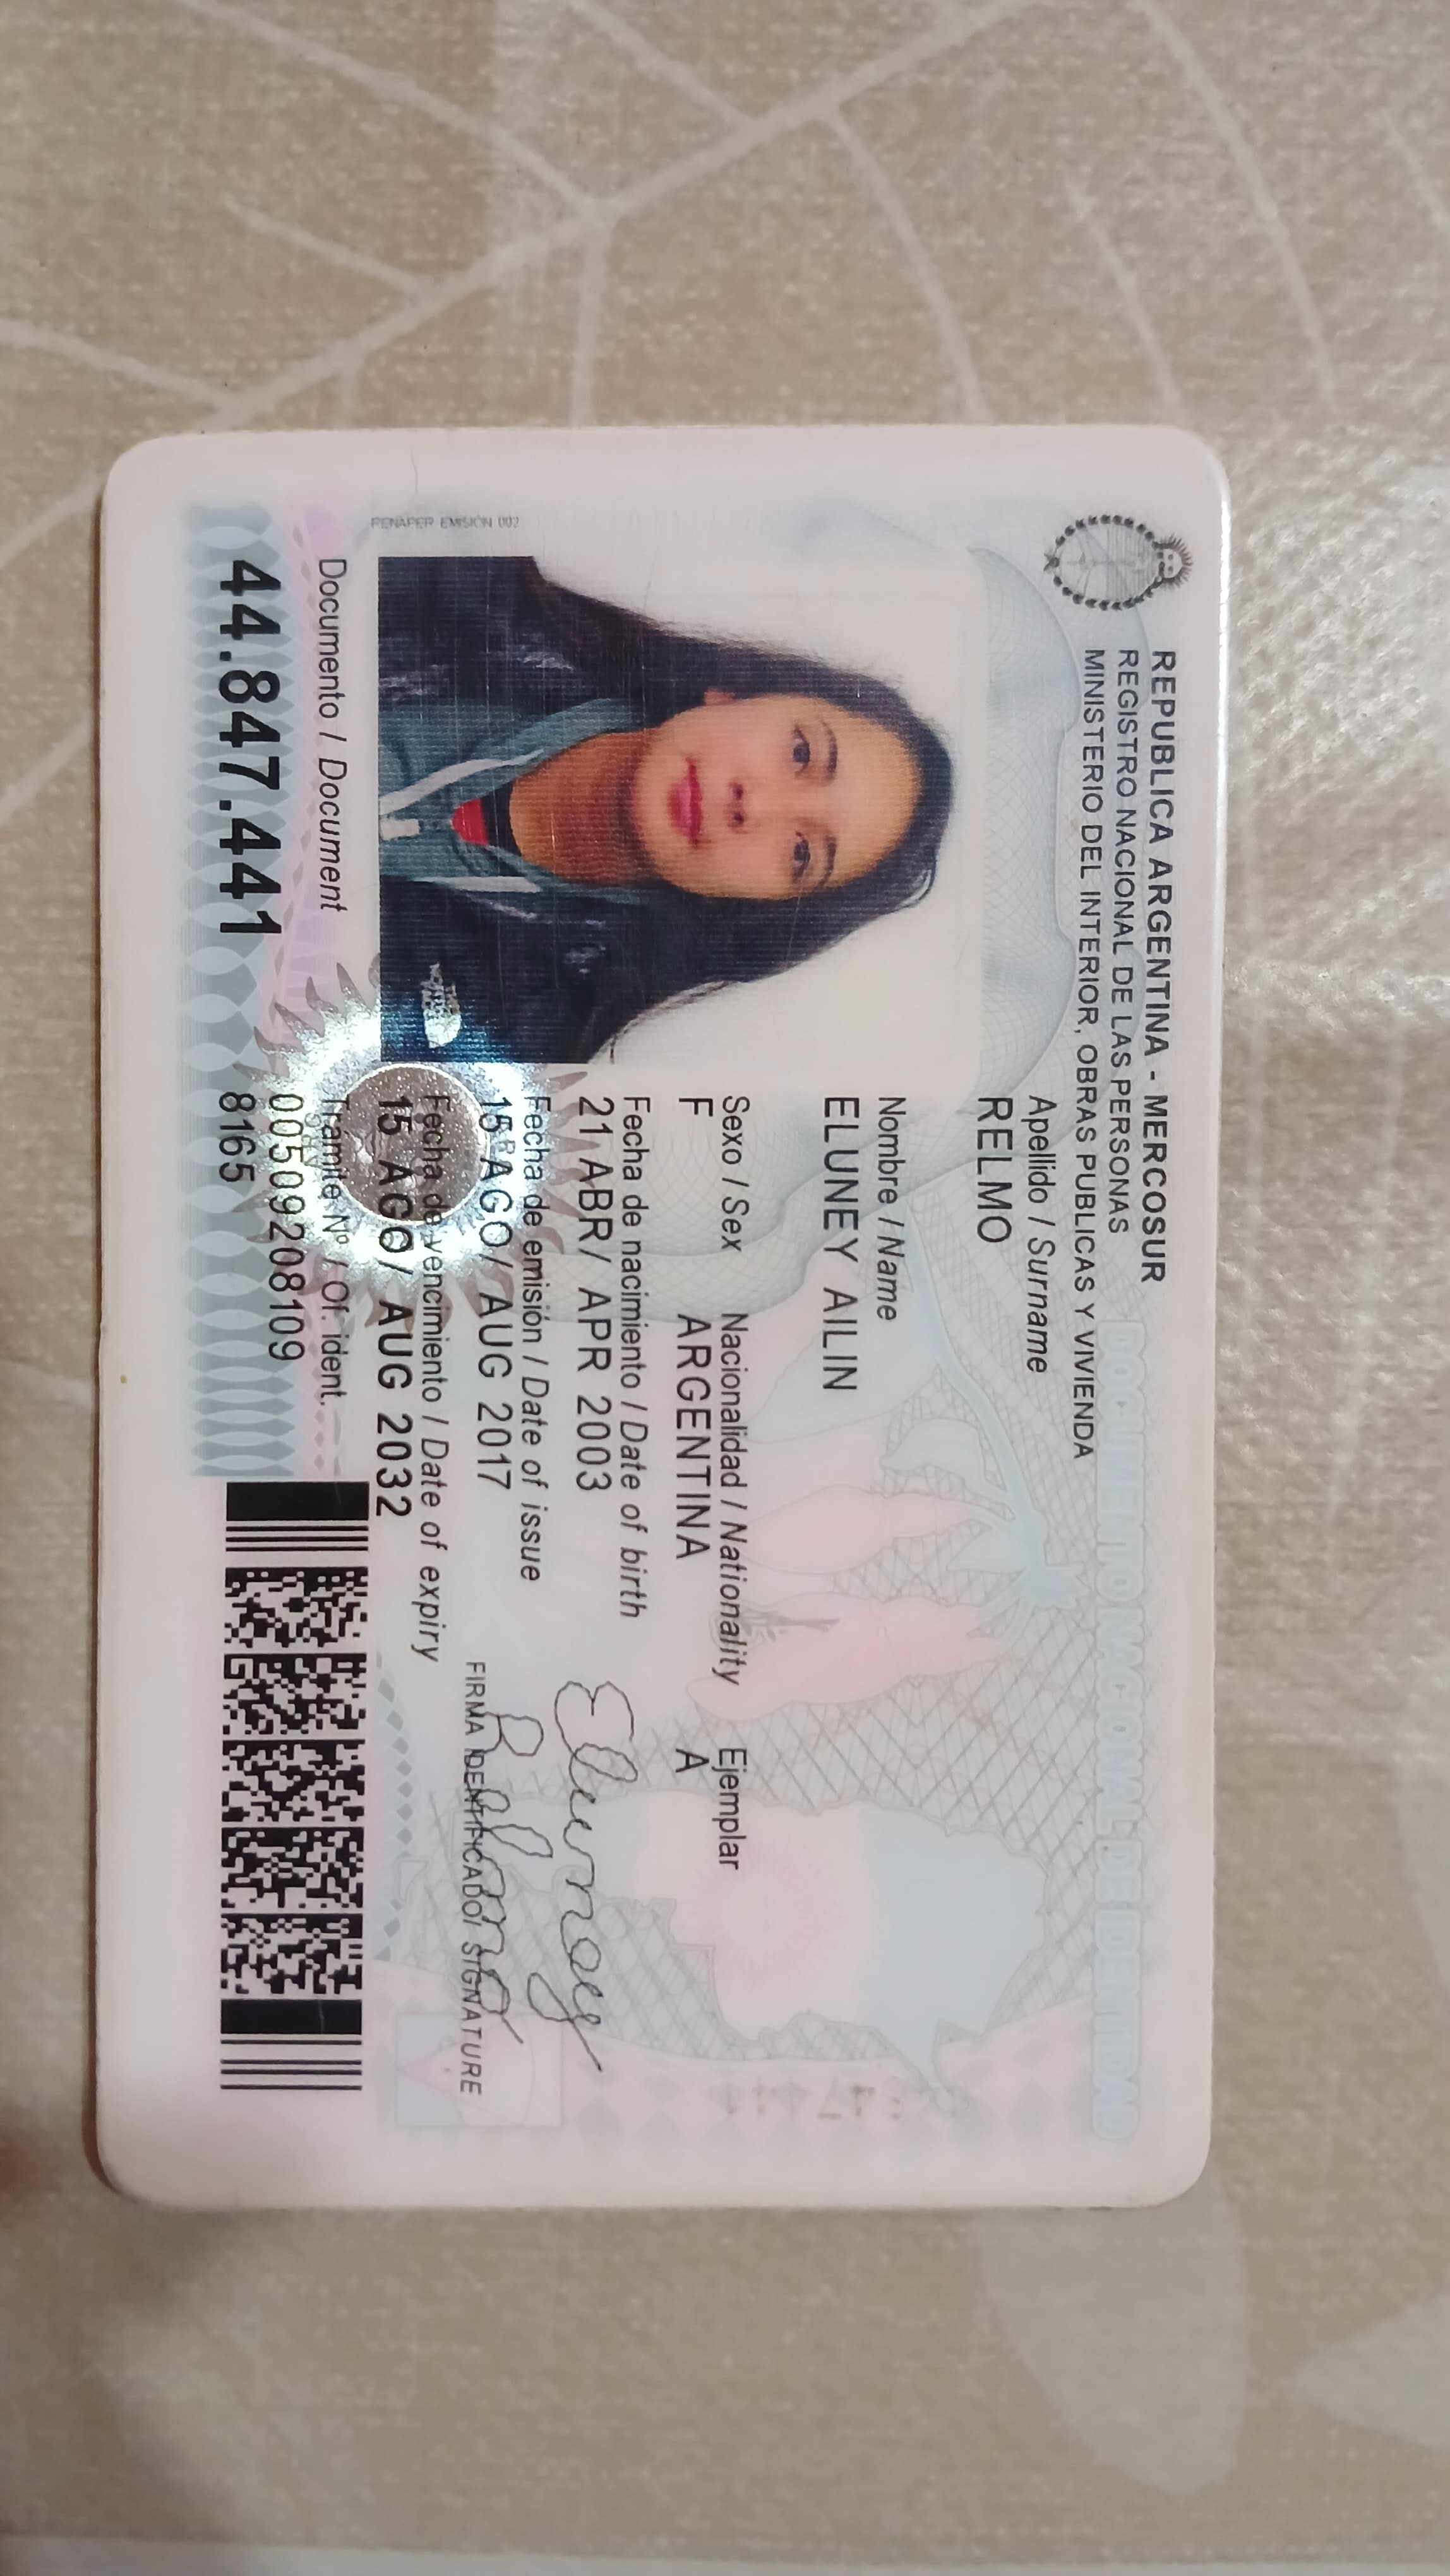 REPUBLICA ARGENTINA - MERCOSUR
REGISTRO NACIONAL DE LAS PERSONAS
MINISTERIO DEL INTERIOR, OBRAS PUBLICAS Y VIVIENDA
DOCUMENTO NACIONAL DE IDENTIDAD
Apellido / Surname
RELMO
Nombre / Name
ELUNEY AILIN
Sexo / Sex Nacionalidad / Nationality Ejemplar
F ARGENTINA A
Fecha de nacimiento / Date of birth
21 ABR/ APR 2003
Fecha de emisión / Date of issue
15 AGO/ AUG 2017
Fecha de vencimiento / Date of expiry
15 AGO/ AUG 2032
Eluney
Relmo
FIRMA IDENTIFICADO/ SIGNATURE
RENAPER EMISIÓN 002
THE NORTH FACE
Documento / Document
44.847.441
Trámite Nº / Of. ident.
00509208109
8165